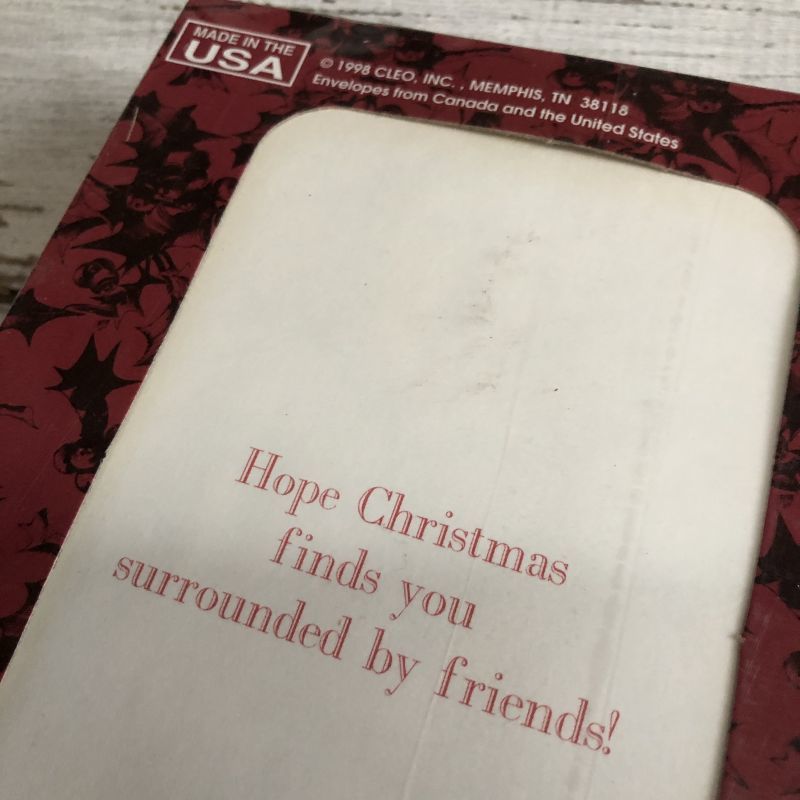 MADE IN THE
USA
© 1998 CLEO, INC. , MEMPHIS, TN 38118
Envelopes from Canada and the United States
Hope Christmas
finds you
surrounded by friends!